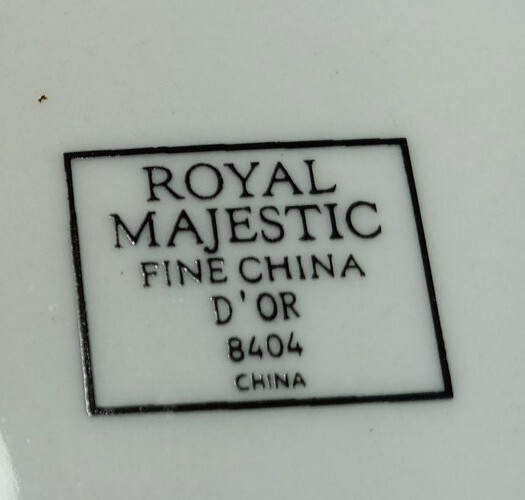 ROYAL
MAJESTIC
FINE CHINA
D'OR
8404
CHINA